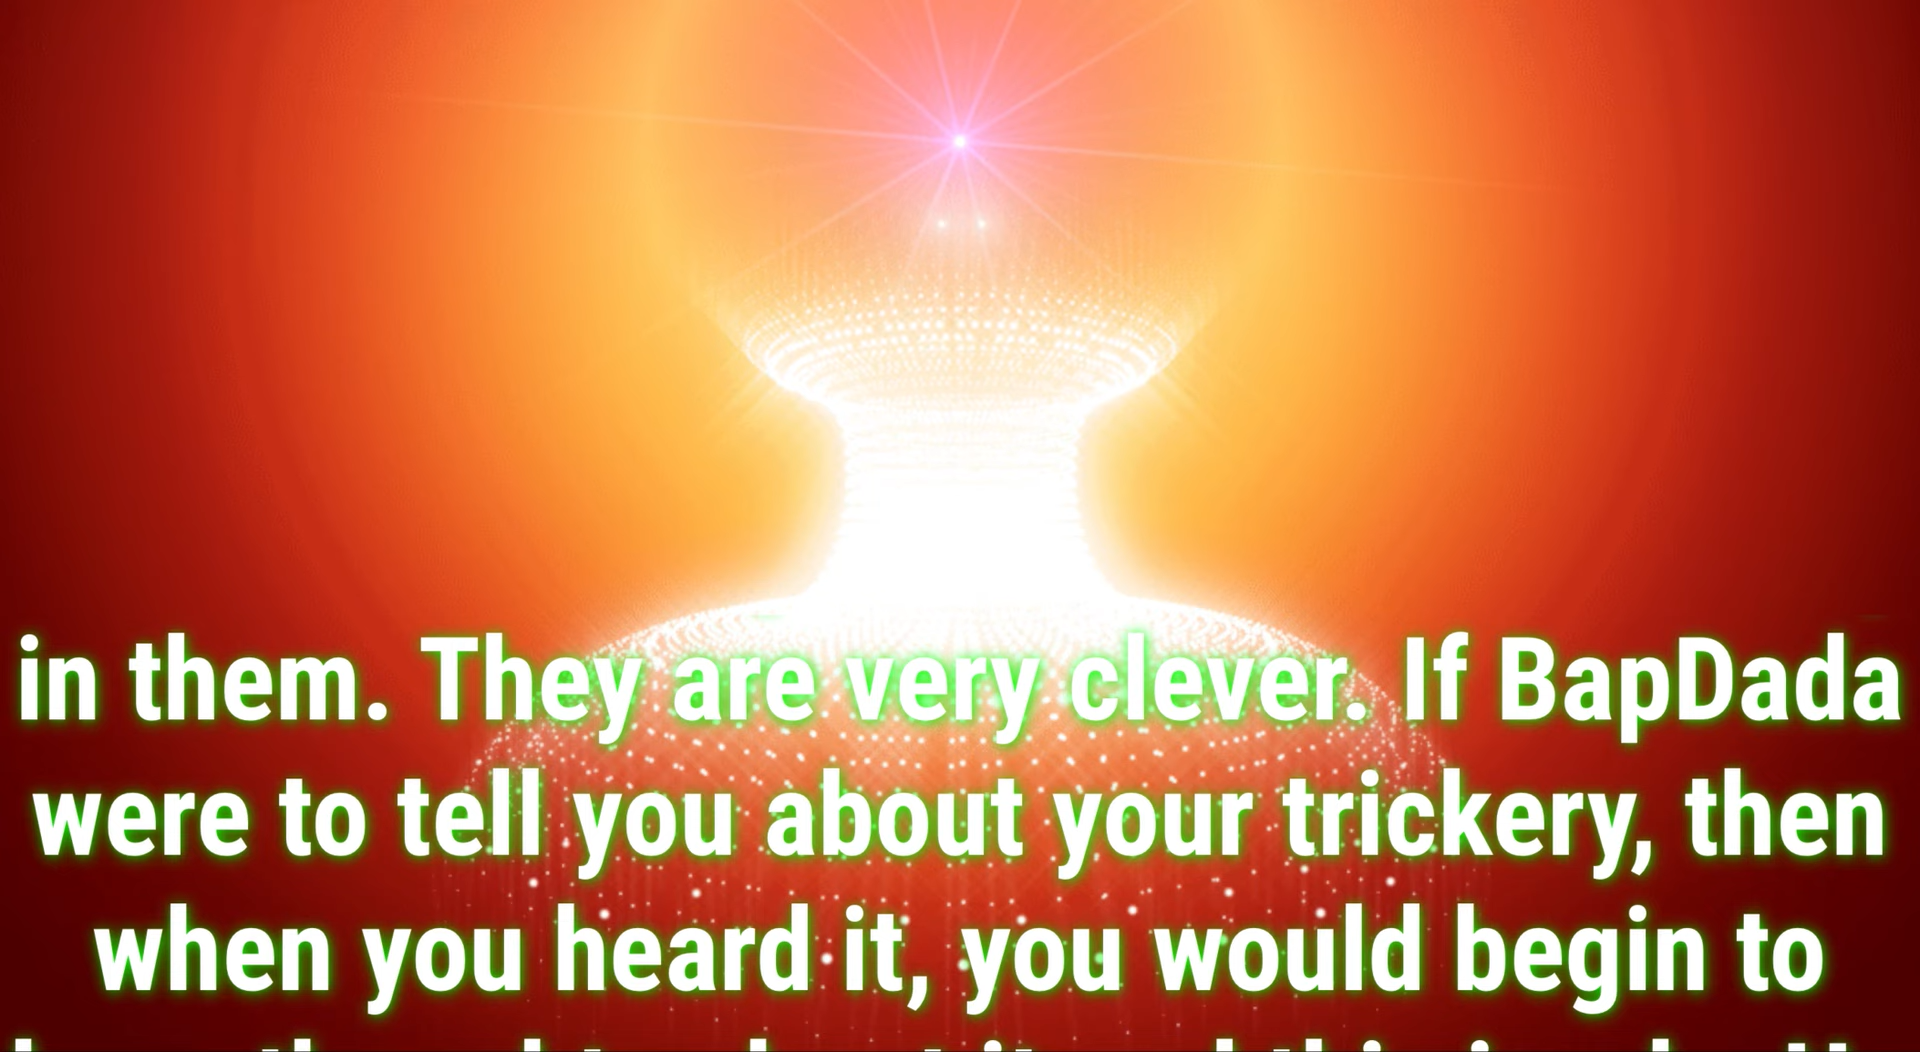 in them. They are very clever. If BapDada
were to tell you about your trickery, then
when you heard it, you would begin to